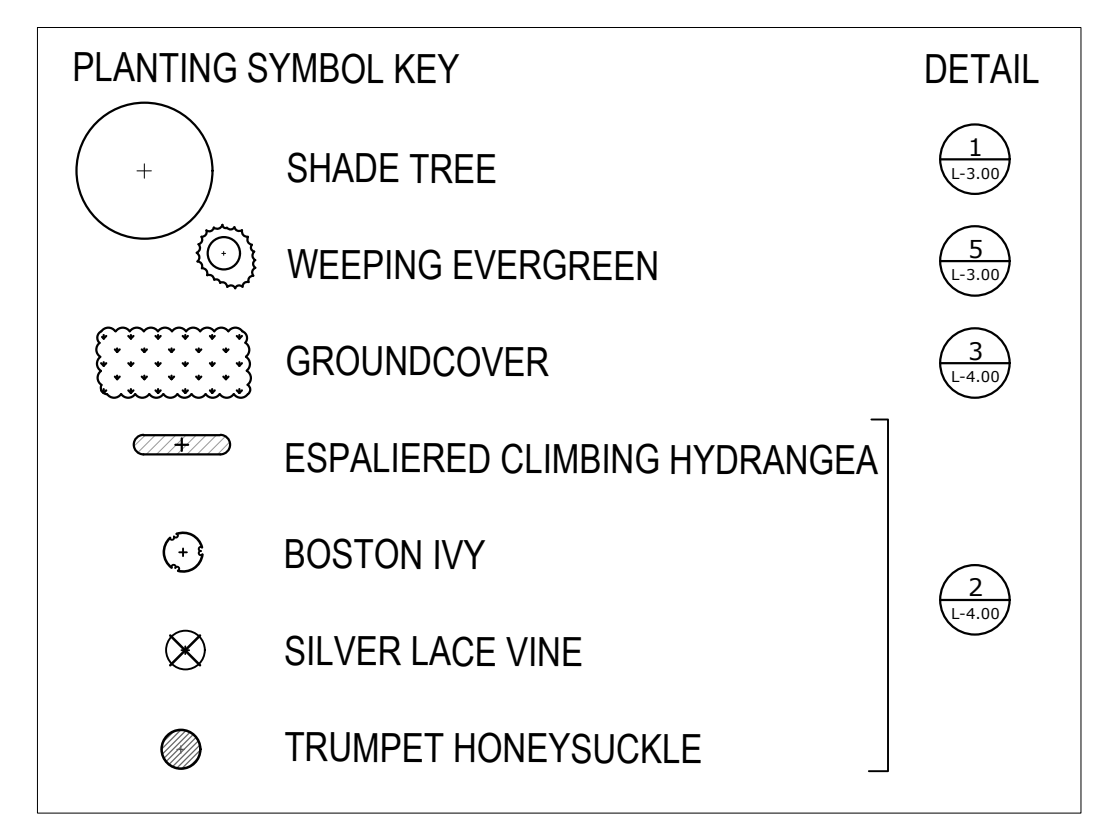 PLANTING SYMBOL KEY DETAIL
SHADE TREE 1
L-3.00
WEEPING EVERGREEN 5
L-3.00
GROUNDCOVER 3
L-4.00
ESPALIERED CLIMBING HYDRANGEA
BOSTON IVY
2
L-4.00
SILVER LACE VINE
TRUMPET HONEYSUCKLE